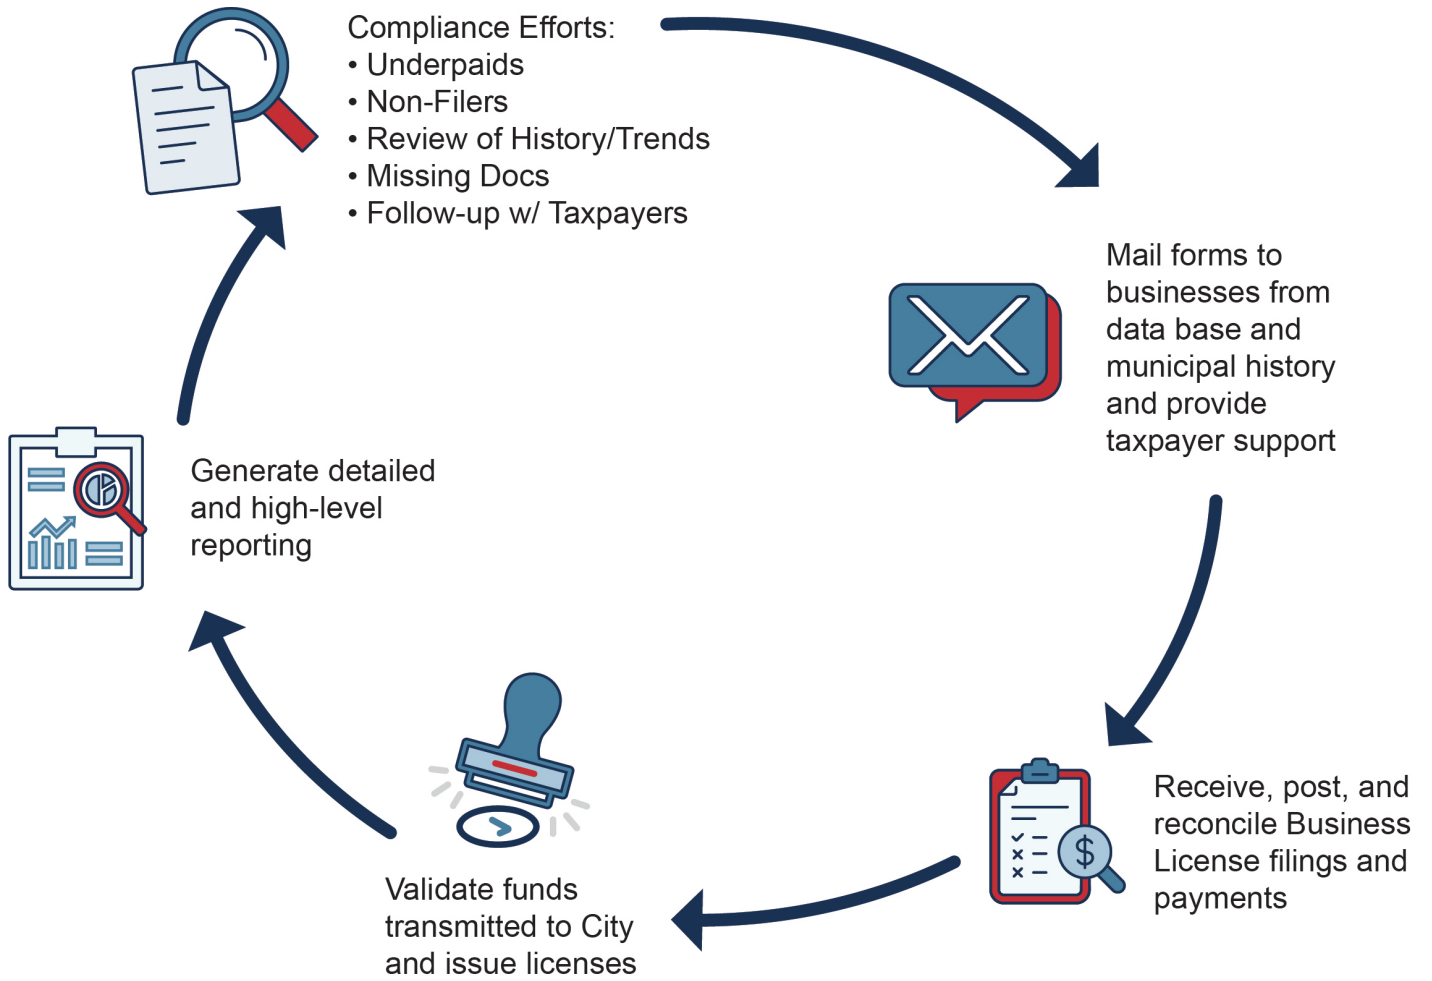 Compliance Efforts:
• Underpaids
• Non-Filers
• Review of History/Trends
• Missing Docs
• Follow-up w/ Taxpayers
Mail forms to
businesses from
data base and
municipal history
and provide
taxpayer support
Receive, post, and
reconcile Business
License filings and
payments
$
Validate funds
transmitted to City
and issue licenses
Generate detailed
and high-level
reporting